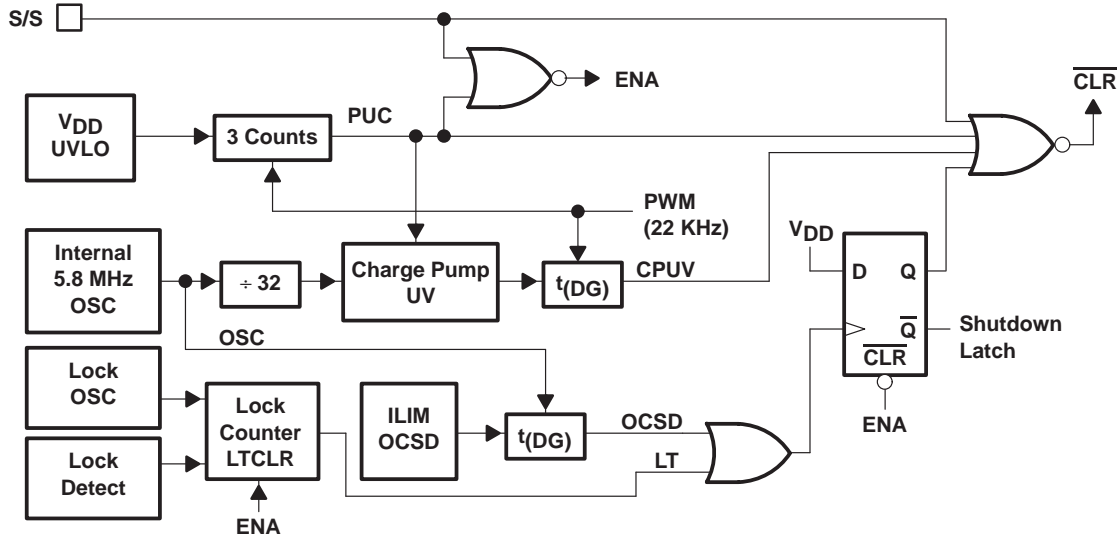 S/S
ENA
CLR
VDD
UVLO
3 Counts
PUC
PWM
(22 KHz)
Internal
5.8 MHz
OSC
÷ 32
Charge Pump
UV
t(DG)
CPUV
VDD
D
Q
Q
CLR
Shutdown
Latch
ENA
OSC
Lock
OSC
Lock
Detect
Lock
Counter
LTCLR
ENA
ILIM
OCSD
t(DG)
OCSD
LT